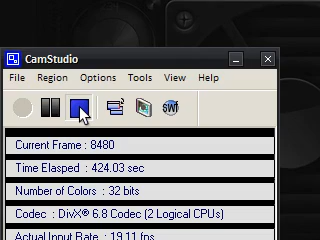 CamStudio
File Region Options Tools View Help
SWF
Current Frame : 8480
Time Elasped : 424.03 sec
Number of Colors : 32 bits
Codec : DivX® 6.8 Codec (2 Logical CPUs)
Actual Input Rate : 19.11 fps